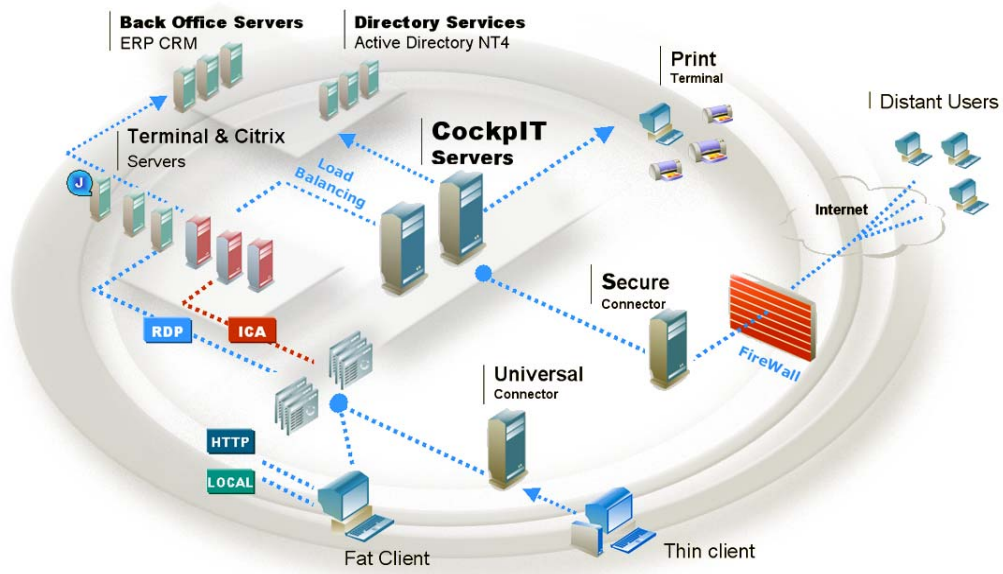 Back Office Servers
ERP CRM
Directory Services
Active Directory NT4
Print
Terminal
Distant Users
Terminal & Citrix
Servers
CockpIT
Servers
Load
Balancing
J
Internet
Secure
Connector
RDP
ICA
FireWall
Universal
Connector
HTTP
LOCAL
Fat Client
Thin client